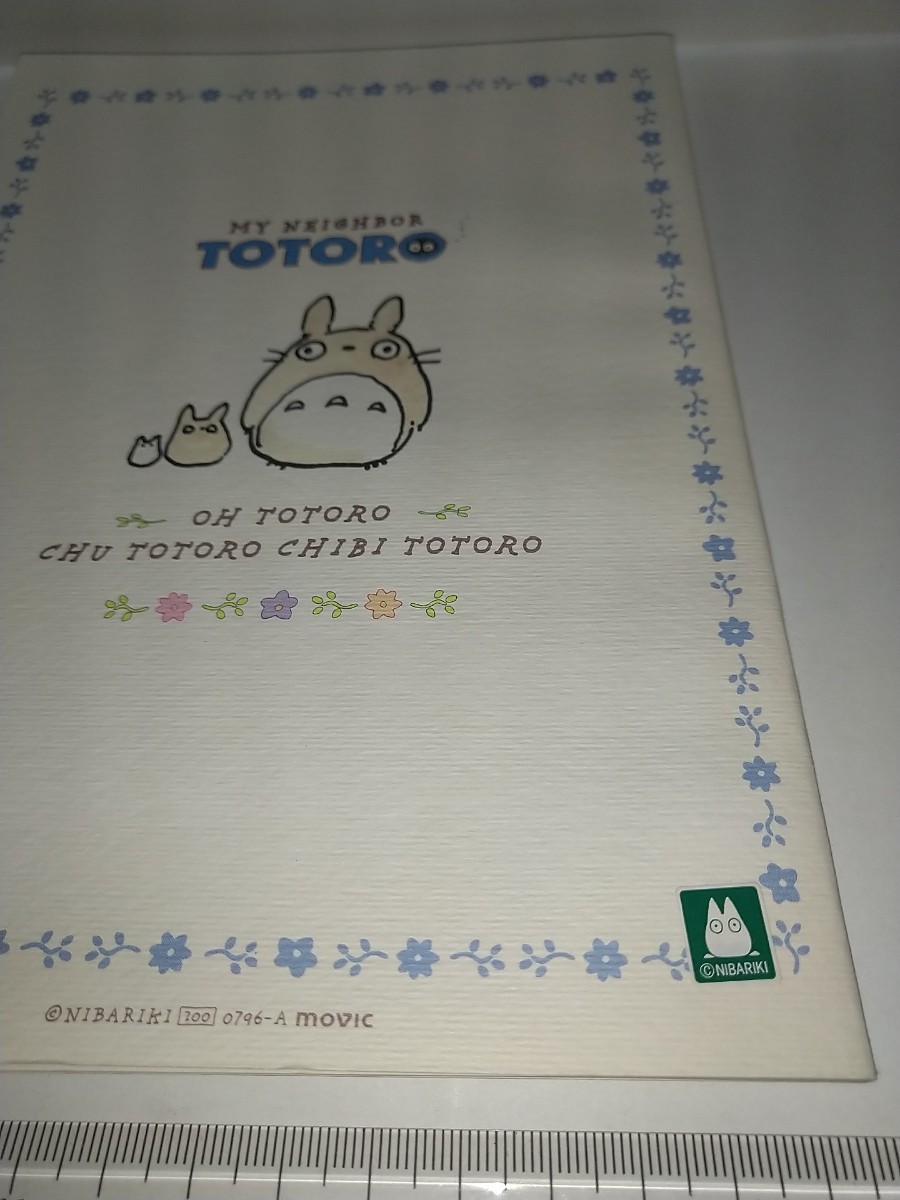 MY NEIGHBOR
TOTORO
OH TOTORO
CHU TOTORO CHIBI TOTORO
©NIBARIKI
©NIBARIKI 200 0796-A movic